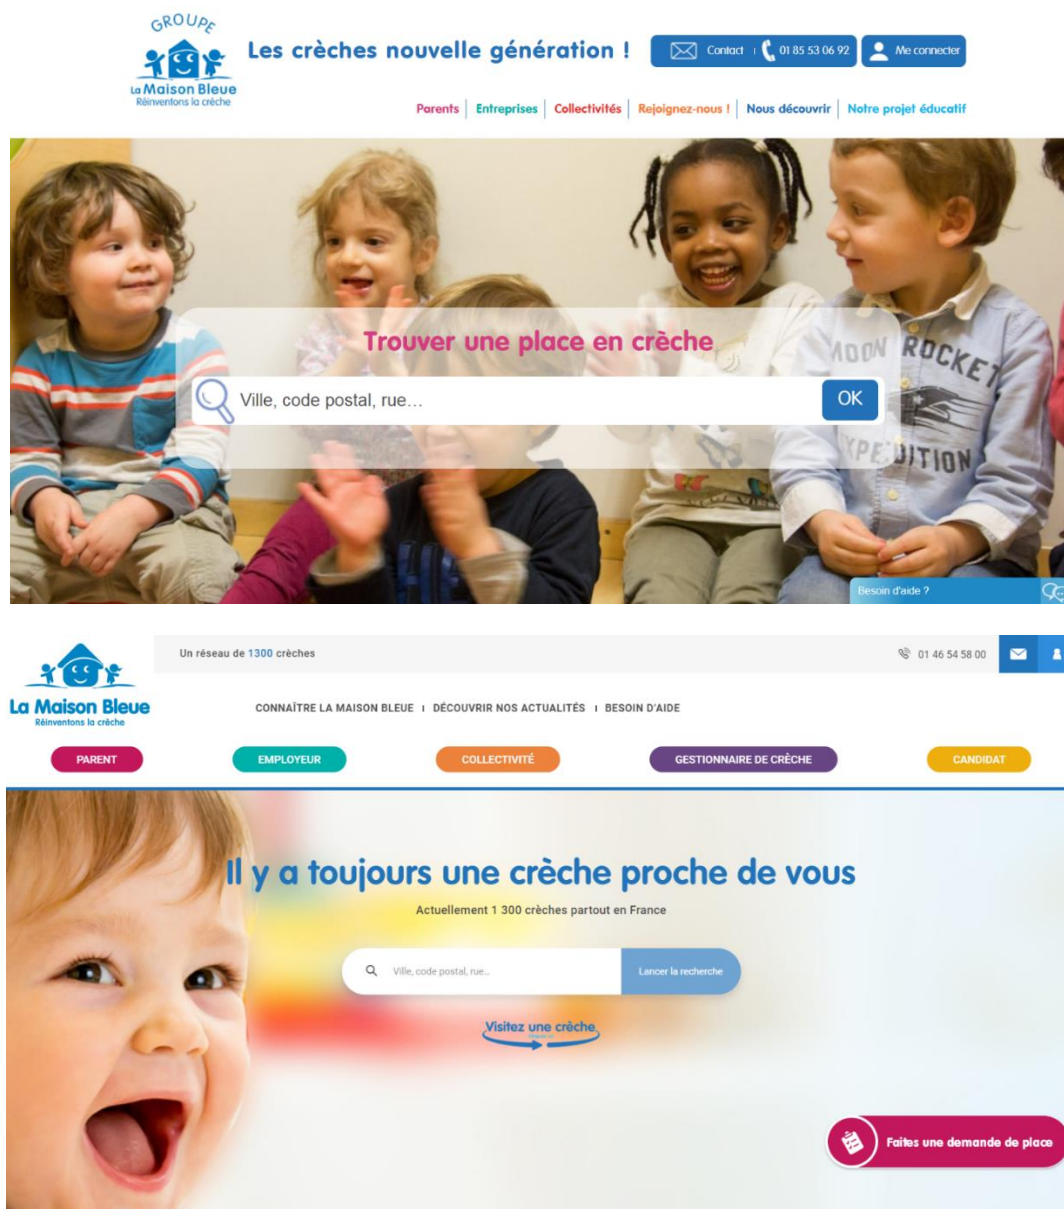 GROUPE
La Maison Bleue
Réinventons la crèche
Les crèches nouvelle génération !
Contact | 01 85 53 06 92
Me connecter
Parents | Entreprises | Collectivités | Rejoignez-nous ! | Nous découvrir | Notre projet éducatif
MOON ROCKET
EXPEDITION
Trouver une place en crèche
Ville, code postal, rue…
OK
Besoin d'aide ?
La Maison Bleue
Réinventons la crèche
Un réseau de 1300 crèches
01 46 54 58 00
CONNAÎTRE LA MAISON BLEUE | DÉCOUVRIR NOS ACTUALITÉS | BESOIN D'AIDE
PARENT
EMPLOYEUR
COLLECTIVITÉ
GESTIONNAIRE DE CRÈCHE
CANDIDAT
Il y a toujours une crèche proche de vous
Actuellement 1 300 crèches partout en France
Ville, code postal, rue...
Lancer la recherche
Visitez une crèche
Faites une demande de place